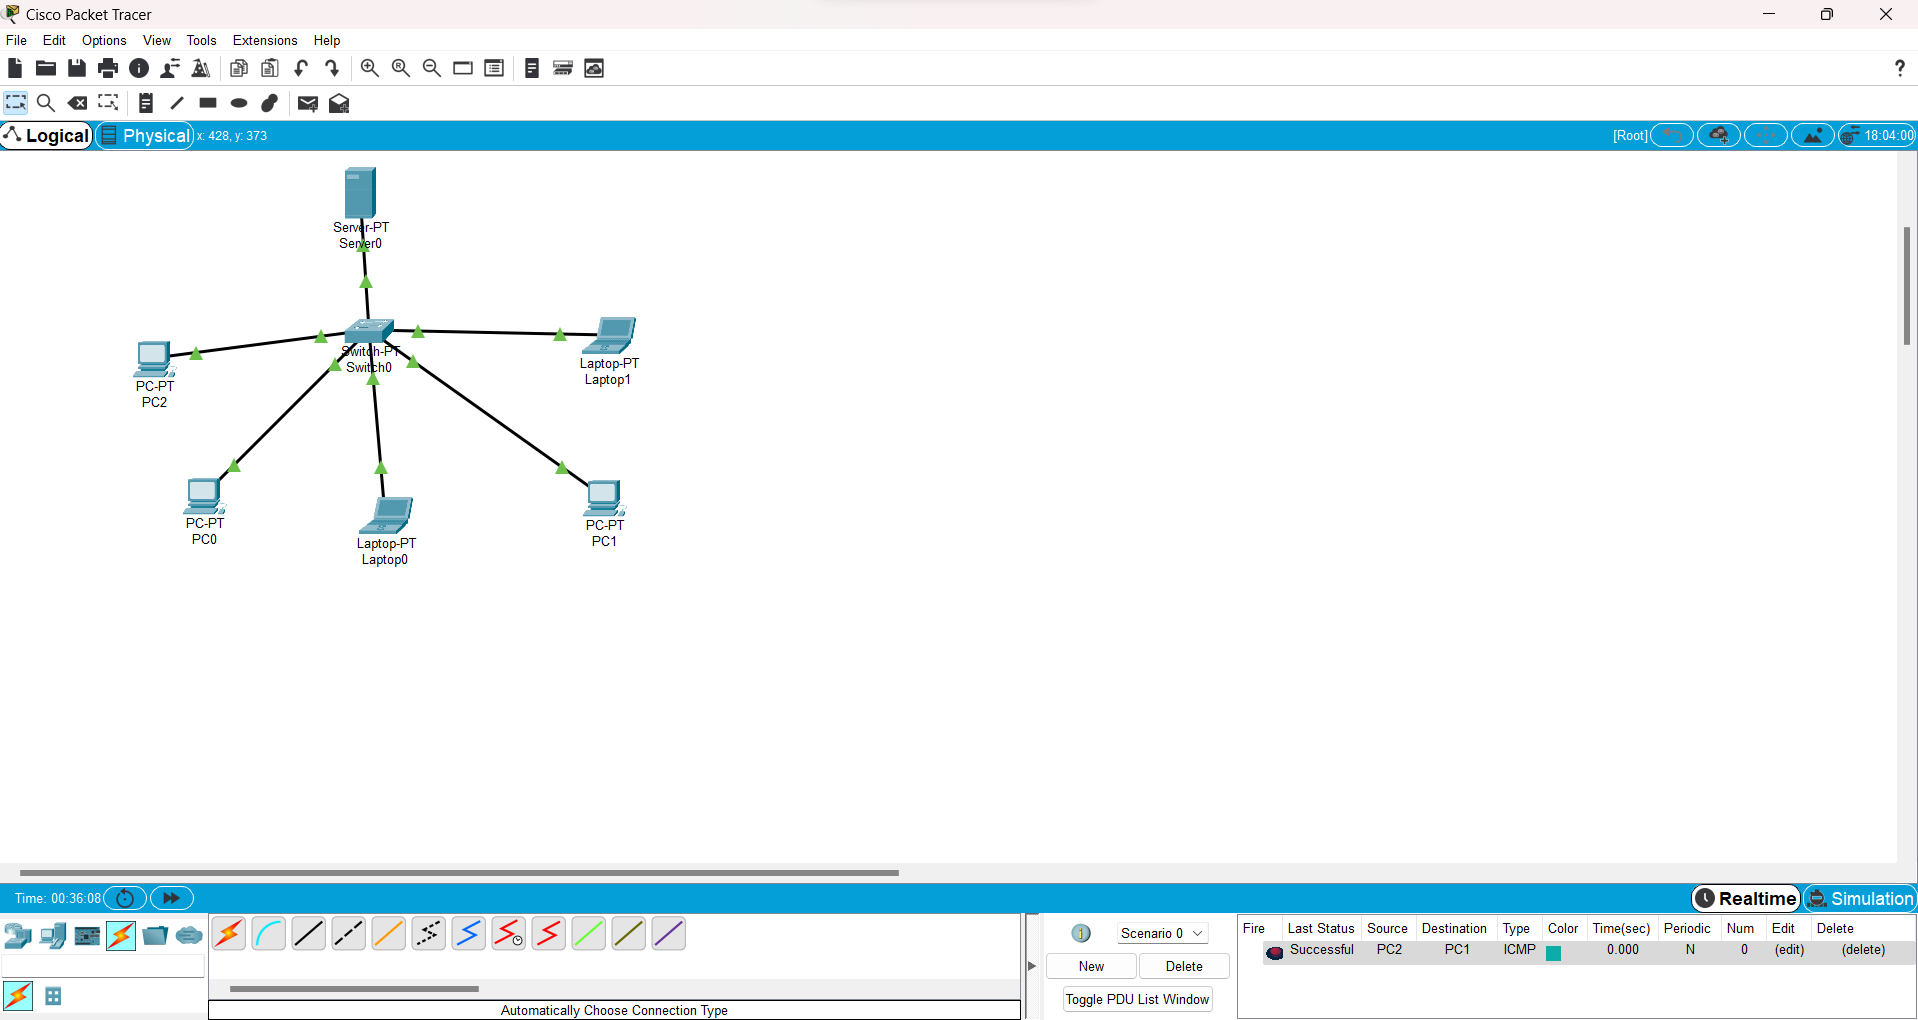 Cisco Packet Tracer
File Edit Options View Tools Extensions Help
?
Logical Physical x: 428, y: 373 [Root] 18:04:00
Server-PT
Server0
Switch-PT
Switch0
Laptop-PT
Laptop1
PC-PT
PC2
PC-PT
PC0
Laptop-PT
Laptop0
PC-PT
PC1
Time: 00:36:08 Realtime Simulation
Scenario 0
New Delete
Toggle PDU List Window
Fire Last Status Source Destination Type Color Time(sec) Periodic Num Edit Delete
Successful PC2 PC1 ICMP 0.000 N 0 (edit) (delete)
Automatically Choose Connection Type